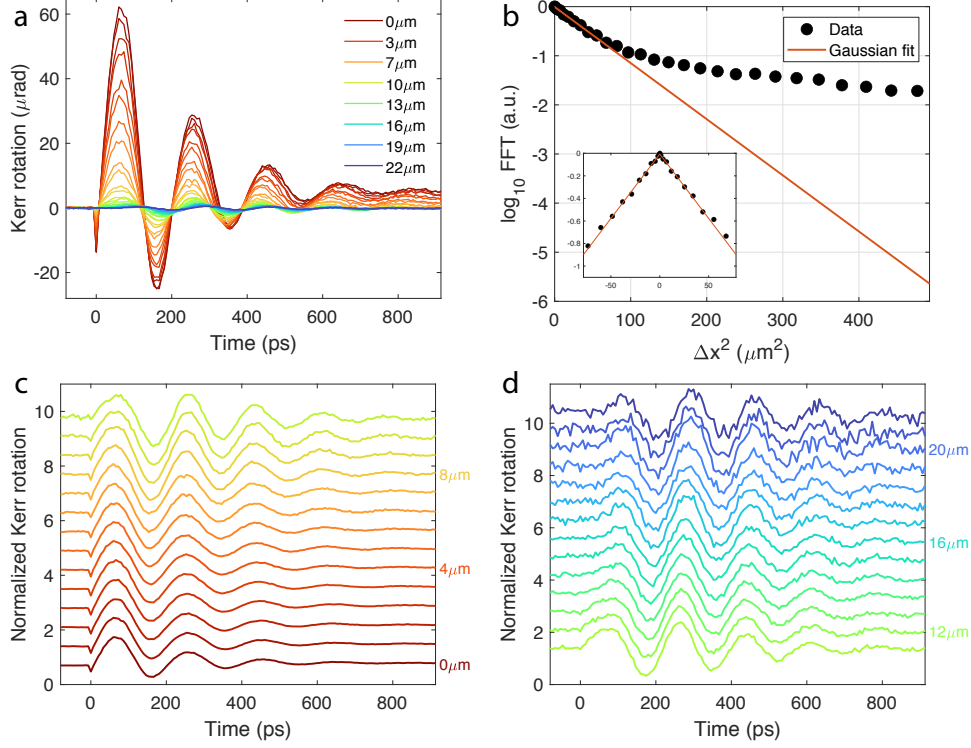 a
Kerr rotation (μrad)
60
40
20
0
-20
0μm
3μm
7μm
10μm
13μm
16μm
19μm
22μm
0
200
400
600
800
Time (ps)
b
log10 FFT (a.u.)
0
-1
-2
-3
-4
-5
-6
Data
Gaussian fit
0
-0.2
-0.4
-0.6
-0.8
-1
-50
0
50
0
100
200
300
400
Δx² (μm²)
c
Normalized Kerr rotation
10
8
6
4
2
0
8μm
4μm
0μm
0
200
400
600
800
Time (ps)
d
Normalized Kerr rotation
10
8
6
4
2
0
20μm
16μm
12μm
0
200
400
600
800
Time (ps)